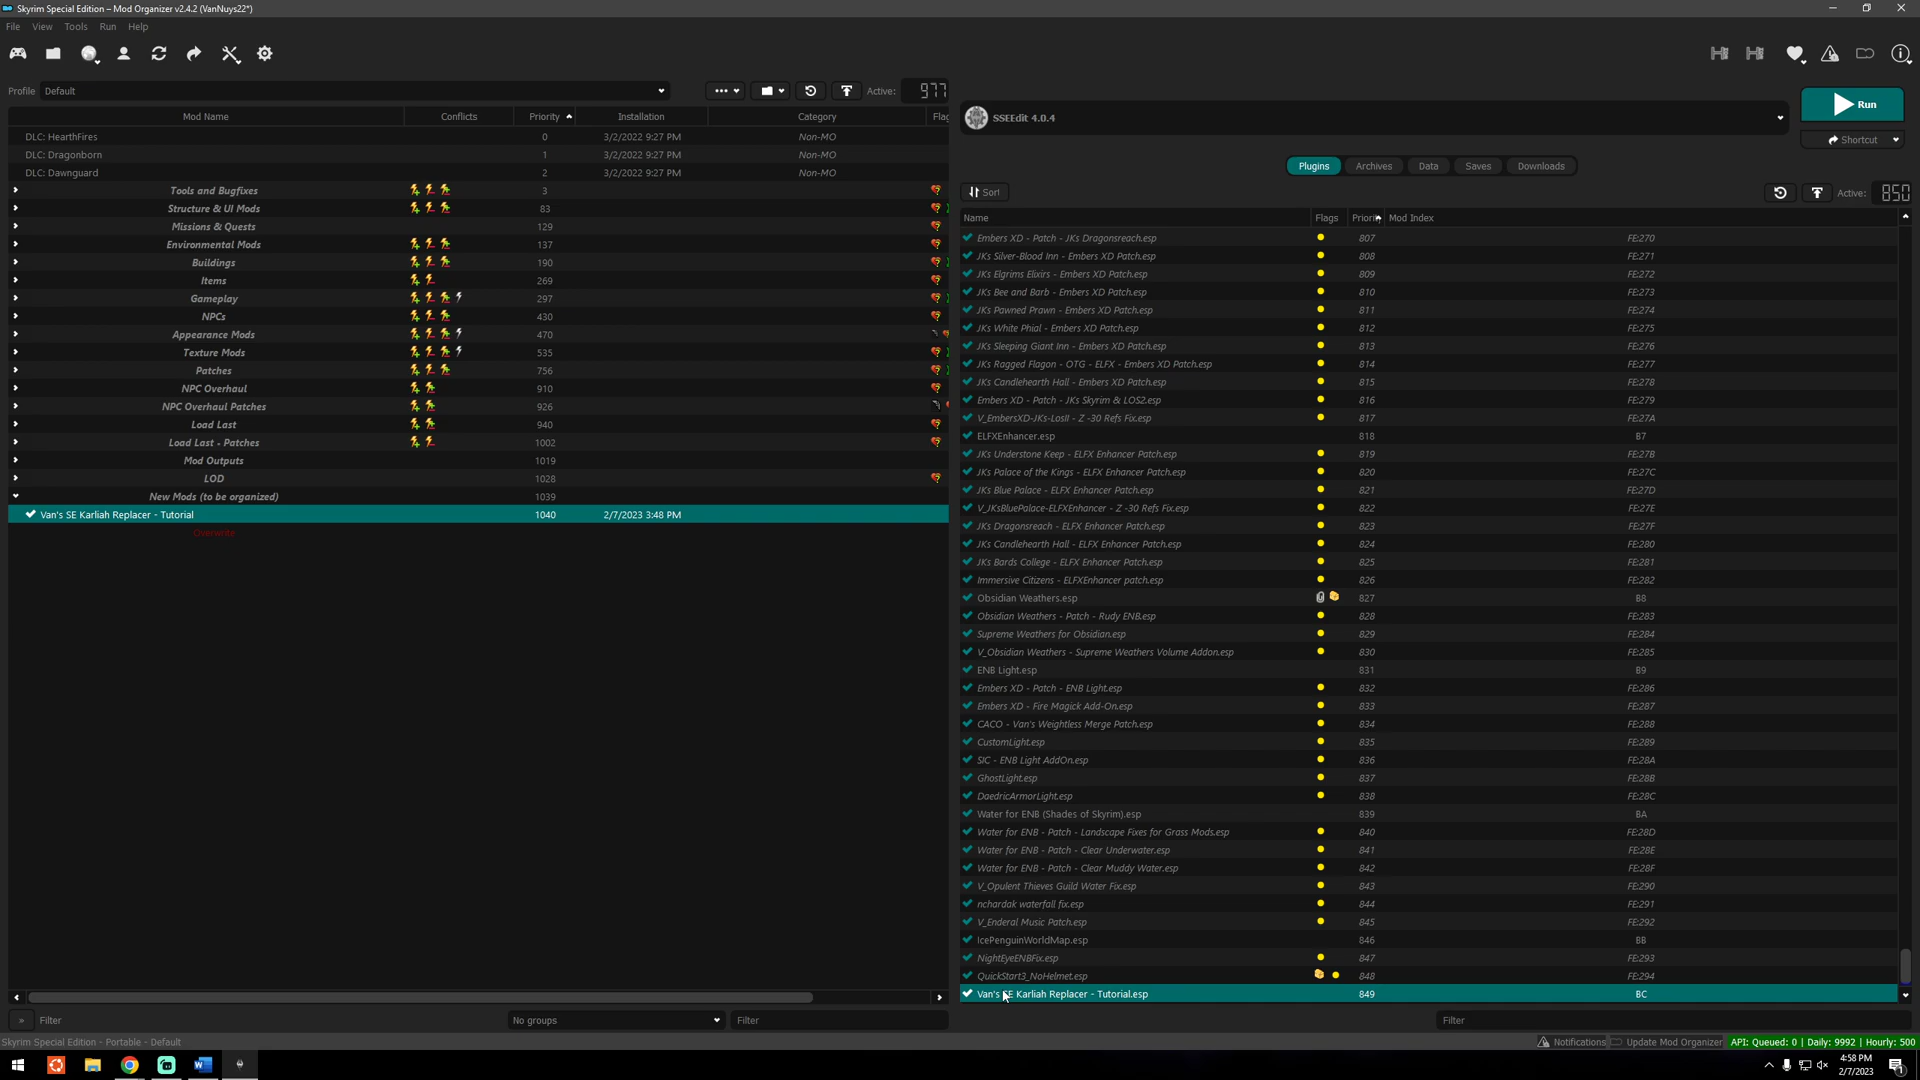 Skyrim Special Edition – Mod Organizer v2.4.2 (VanNuys22*)
File View Tools Run Help
Profile Default Active: 977
Mod Name Conflicts Priority Installation Category Flag
DLC: HearthFires 0 3/2/2022 9:27 PM Non-MO
DLC: Dragonborn 1 3/2/2022 9:27 PM Non-MO
DLC: Dawnguard 2 3/2/2022 9:27 PM Non-MO
Tools and Bugfixes 3
Structure & UI Mods 83
Missions & Quests 129
Environmental Mods 137
Buildings 190
Items 269
Gameplay 297
NPCs 430
Appearance Mods 470
Texture Mods 535
Patches 756
NPC Overhaul 910
NPC Overhaul Patches 926
Load Last 940
Load Last - Patches 1002
Mod Outputs 1019
LOD 1028
New Mods (to be organized) 1039
Van's SE Karliah Replacer - Tutorial 1040 2/7/2023 3:48 PM
Overwrite
» Filter No groups Filter
SSEEdit 4.0.4
Run
Shortcut
Plugins Archives Data Saves Downloads
Sort Active: 850
Name Flags Priority Mod Index
Embers XD - Patch - JKs Dragonsreach.esp 807 FE:270
JKs Silver-Blood Inn - Embers XD Patch.esp 808 FE:271
JKs Elgrims Elixirs - Embers XD Patch.esp 809 FE:272
JKs Bee and Barb - Embers XD Patch.esp 810 FE:273
JKs Pawned Prawn - Embers XD Patch.esp 811 FE:274
JKs White Phial - Embers XD Patch.esp 812 FE:275
JKs Sleeping Giant Inn - Embers XD Patch.esp 813 FE:276
JKs Ragged Flagon - OTG - ELFX - Embers XD Patch.esp 814 FE:277
JKs Candlehearth Hall - Embers XD Patch.esp 815 FE:278
Embers XD - Patch - JKs Skyrim & LOS2.esp 816 FE:279
V_EmbersXD-JKs-LosII - Z -30 Refs Fix.esp 817 FE:27A
ELFXEnhancer.esp 818 B7
JKs Understone Keep - ELFX Enhancer Patch.esp 819 FE:27B
JKs Palace of the Kings - ELFX Enhancer Patch.esp 820 FE:27C
JKs Blue Palace - ELFX Enhancer Patch.esp 821 FE:27D
V_JKsBluePalace-ELFXEnhancer - Z -30 Refs Fix.esp 822 FE:27E
JKs Dragonsreach - ELFX Enhancer Patch.esp 823 FE:27F
JKs Candlehearth Hall - ELFX Enhancer Patch.esp 824 FE:280
JKs Bards College - ELFX Enhancer Patch.esp 825 FE:281
Immersive Citizens - ELFXEnhancer patch.esp 826 FE:282
Obsidian Weathers.esp 827 B8
Obsidian Weathers - Patch - Rudy ENB.esp 828 FE:283
Supreme Weathers for Obsidian.esp 829 FE:284
V_Obsidian Weathers - Supreme Weathers Volume Addon.esp 830 FE:285
ENB Light.esp 831 B9
Embers XD - Patch - ENB Light.esp 832 FE:286
Embers XD - Fire Magick Add-On.esp 833 FE:287
CACO - Van's Weightless Merge Patch.esp 834 FE:288
CustomLight.esp 835 FE:289
SIC - ENB Light AddOn.esp 836 FE:28A
GhostLight.esp 837 FE:28B
DaedricArmorLight.esp 838 FE:28C
Water for ENB (Shades of Skyrim).esp 839 BA
Water for ENB - Patch - Landscape Fixes for Grass Mods.esp 840 FE:28D
Water for ENB - Patch - Clear Underwater.esp 841 FE:28E
Water for ENB - Patch - Clear Muddy Water.esp 842 FE:28F
V_Opulent Thieves Guild Water Fix.esp 843 FE:290
nchardak waterfall fix.esp 844 FE:291
V_Enderal Music Patch.esp 845 FE:292
IcePenguinWorldMap.esp 846 BB
NightEyeENBFix.esp 847 FE:293
QuickStart3_NoHelmet.esp 848 FE:294
Van's SE Karliah Replacer - Tutorial.esp 849 BC
Filter
Skyrim Special Edition - Portable - Default Notifications Update Mod Organizer API: Queued: 0 | Daily: 9992 | Hourly: 500
4:58 PM
2/7/2023